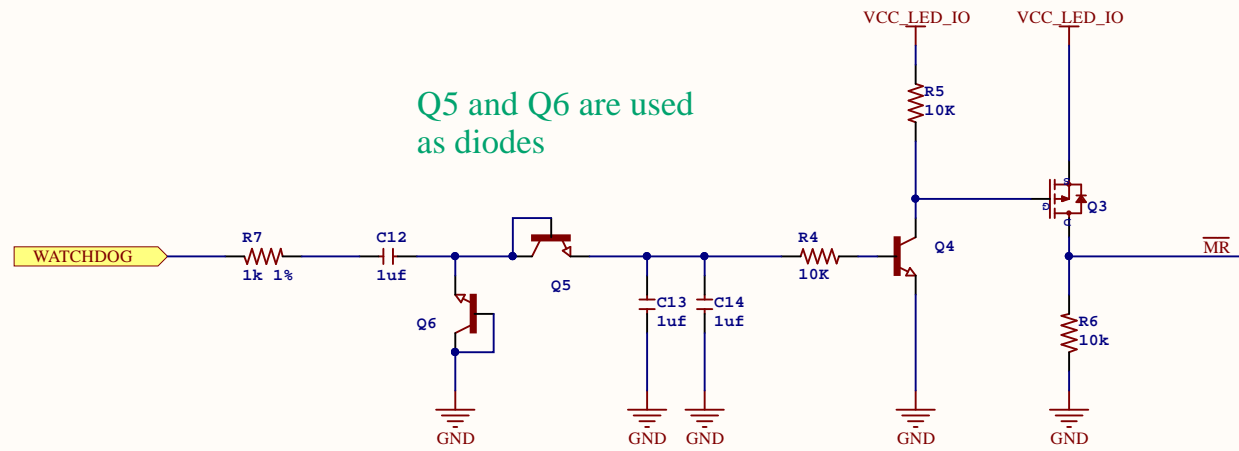 VCC_LED_IO VCC_LED_IO
Q5 and Q6 are used
as diodes
R5
10K
S
G
Q3
D
WATCHDOG
R7
1k 1%
C12
1uf
Q5
Q6
C13
1uf
C14
1uf
R4
10K
Q4
MR
R6
10k
GND
GND
GND
GND
GND